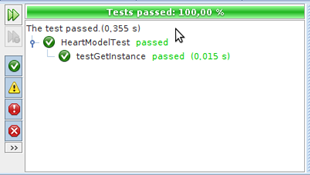 Tests passed: 100,00 %
The test passed.(0,355 s)
HeartModelTest passed
testGetInstance passed (0,015 s)